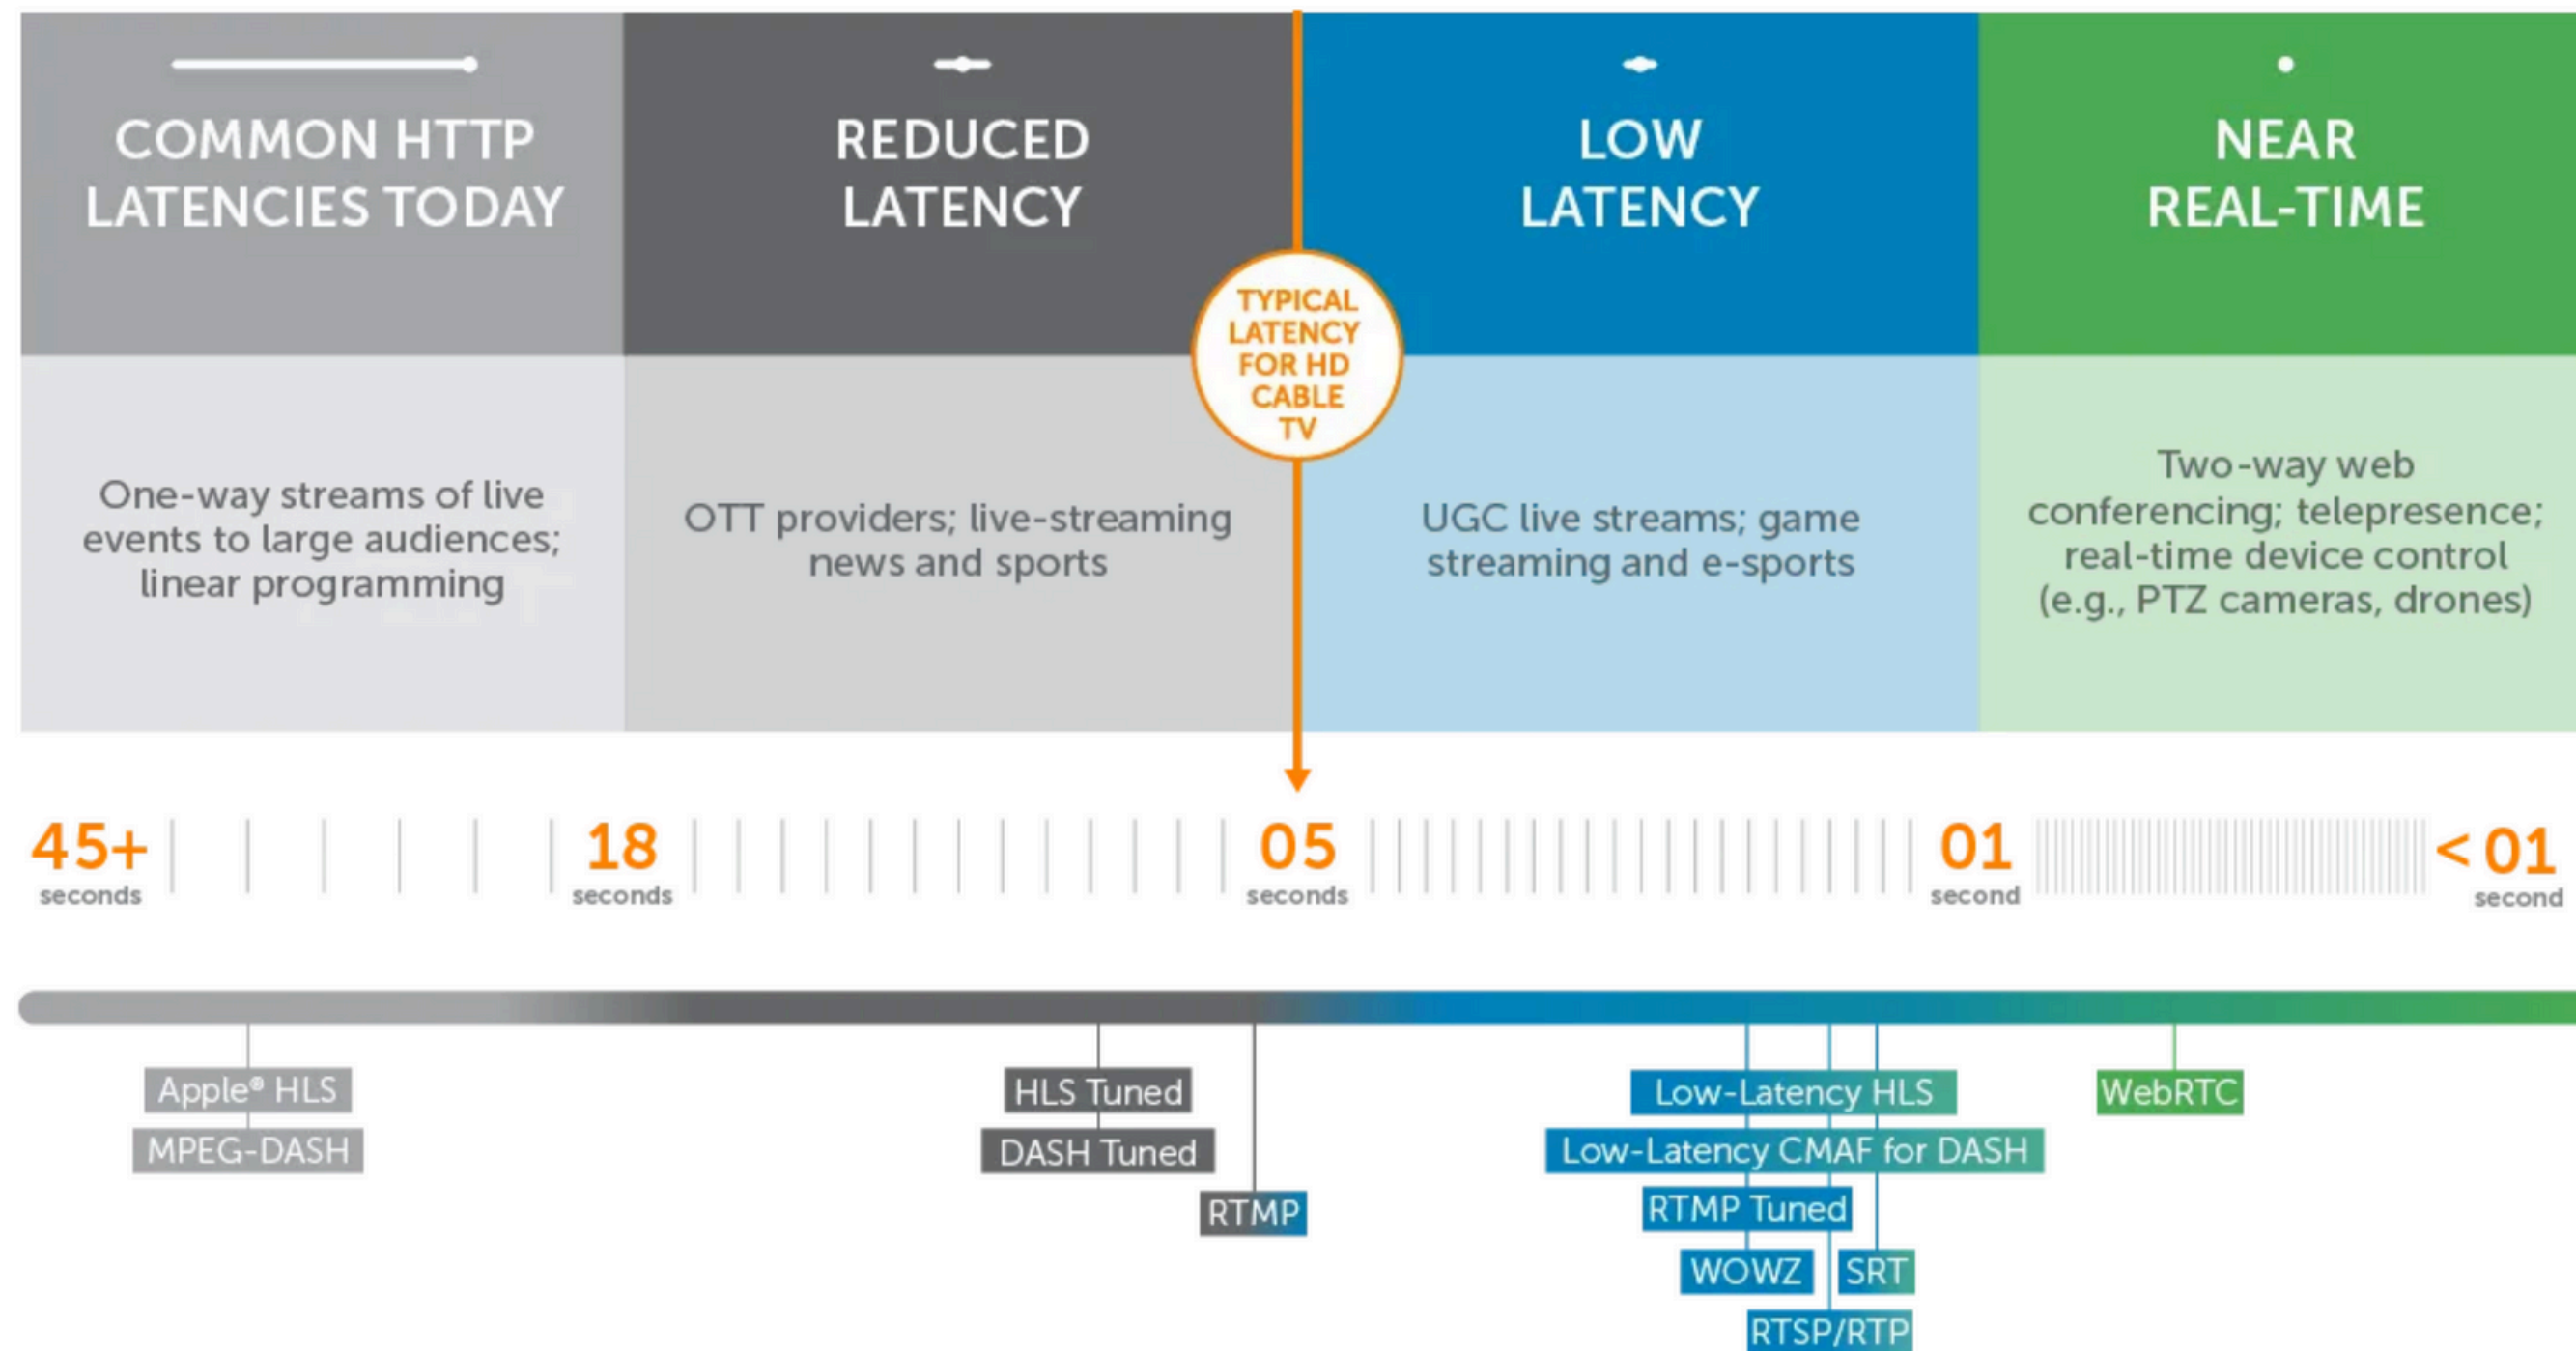 COMMON HTTP
LATENCIES TODAY
REDUCED
LATENCY
LOW
LATENCY
NEAR
REAL-TIME
TYPICAL
LATENCY
FOR HD
CABLE
TV
One-way streams of live
events to large audiences;
linear programming
OTT providers; live-streaming
news and sports
UGC live streams; game
streaming and e-sports
Two-way web
conferencing; telepresence;
real-time device control
(e.g., PTZ cameras, drones)
45+
seconds
18
seconds
05
seconds
01
second
< 01
second
Apple® HLS
MPEG-DASH
HLS Tuned
DASH Tuned
RTMP
Low-Latency HLS
Low-Latency CMAF for DASH
RTMP Tuned
WOWZ
SRT
RTSP/RTP
WebRTC